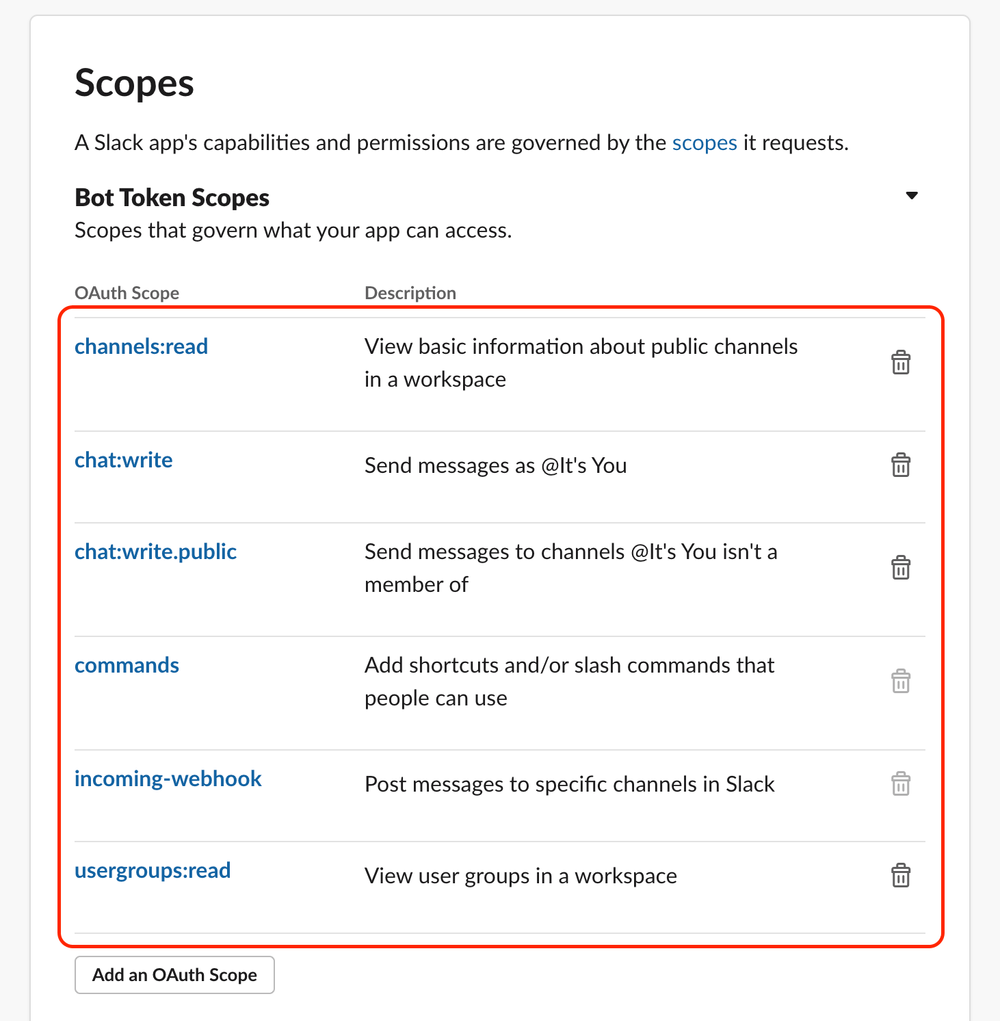 Scopes
A Slack app's capabilities and permissions are governed by the scopes it requests.
Bot Token Scopes
Scopes that govern what your app can access.
OAuth Scope Description
channels:read View basic information about public channels
in a workspace
chat:write Send messages as @It's You
chat:write.public Send messages to channels @It's You isn't a
member of
commands Add shortcuts and/or slash commands that
people can use
incoming-webhook Post messages to specific channels in Slack
usergroups:read View user groups in a workspace
Add an OAuth Scope